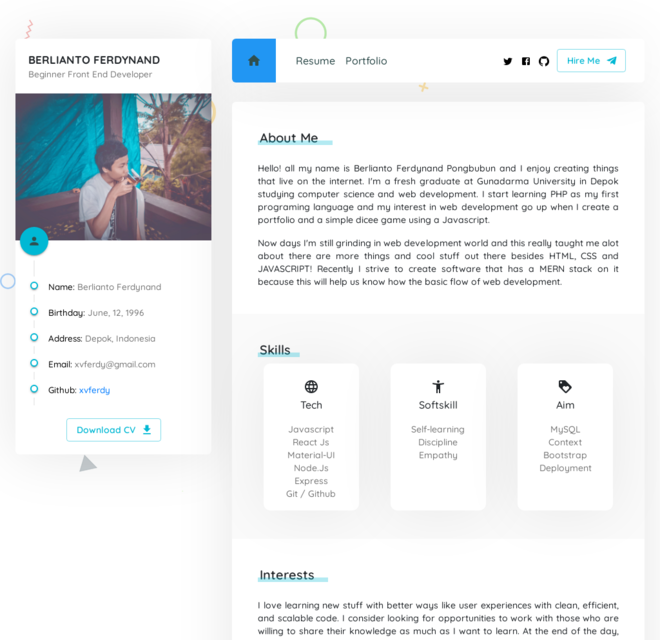 BERLIANTO FERDYNAND
Beginner Front End Developer
Name: Berlianto Ferdynand
Birthday: June, 12, 1996
Address: Depok, Indonesia
Email: xvferdy@gmail.com
Github: xvferdy
Download CV
Resume Portfolio
Hire Me
About Me
Hello! all my name is Berlianto Ferdynand Pongbubun and I enjoy creating things
that live on the internet. I'm a fresh graduate at Gunadarma University in Depok
studying computer science and web development. I start learning PHP as my first
programing language and my interest in web development go up when I create a
portfolio and a simple dicee game using a Javascript.
Now days I'm still grinding in web development world and this really taught me alot
about there are more things and cool stuff out there besides HTML, CSS and
JAVASCRIPT! Recently I strive to create software that has a MERN stack on it
because this will help us know how the basic flow of web development.
Skills
Tech
Javascript
React Js
Material-UI
Node.Js
Express
Git / Github
Softskill
Self-learning
Discipline
Empathy
Aim
MySQL
Context
Bootstrap
Deployment
Interests
I love learning new stuff with better ways like user experiences with clean, efficient,
and scalable code. I consider looking for opportunities to work with those who are
willing to share their knowledge as much as I want to learn. At the end of the day,